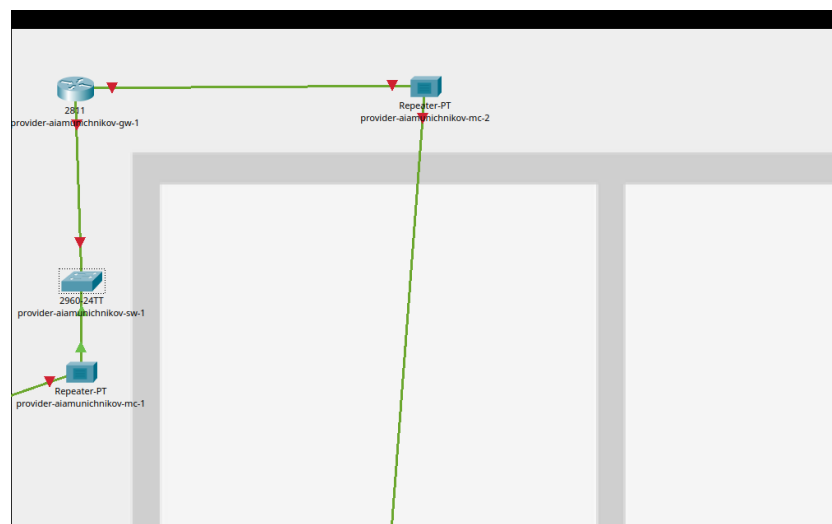 2811
provider-aiamunichnikov-gw-1
Repeater-PT
provider-aiamunichnikov-mc-2
2960-24TT
provider-aiamunichnikov-sw-1
Repeater-PT
provider-aiamunichnikov-mc-1